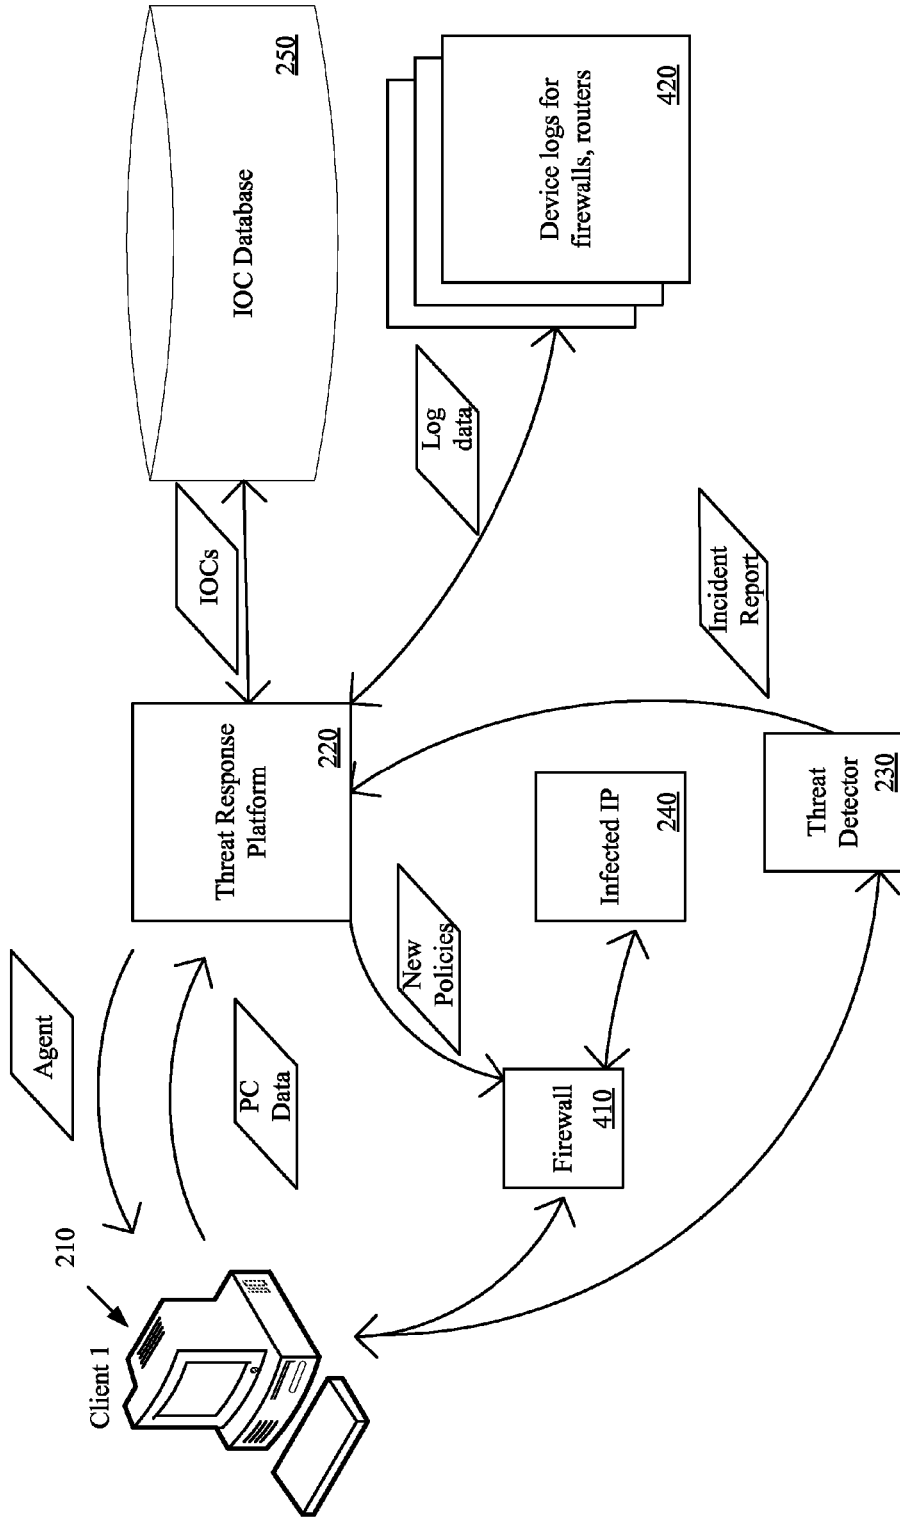 Client 1
210
Agent
PC
Data
Threat Response
Platform
220
IOCs
IOC Database
250
New
Policies
Log
data
Device logs for
firewalls, routers
420
Firewall
410
Infected IP
240
Incident
Report
Threat
Detector
230